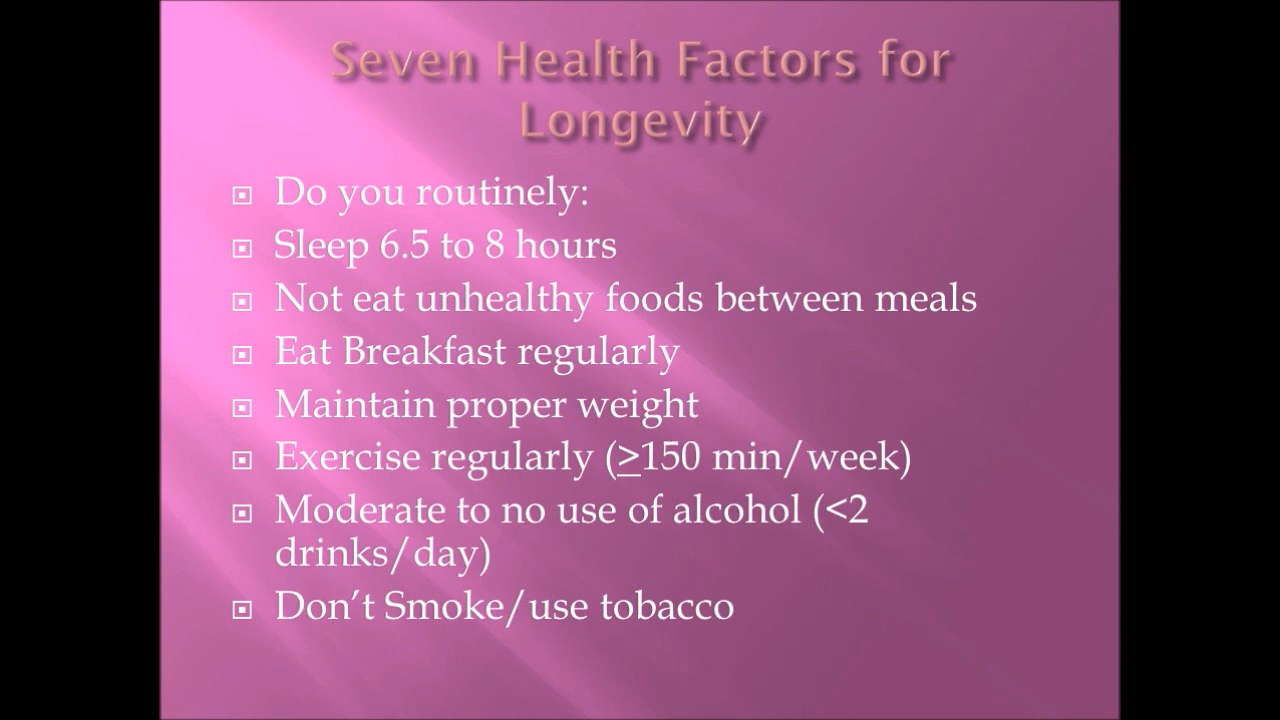 Seven Health Factors for
Longevity
Do you routinely:
Sleep 6.5 to 8 hours
Not eat unhealthy foods between meals
Eat Breakfast regularly
Maintain proper weight
Exercise regularly (≥150 min/week)
Moderate to no use of alcohol (<2
drinks/day)
Don’t Smoke/use tobacco